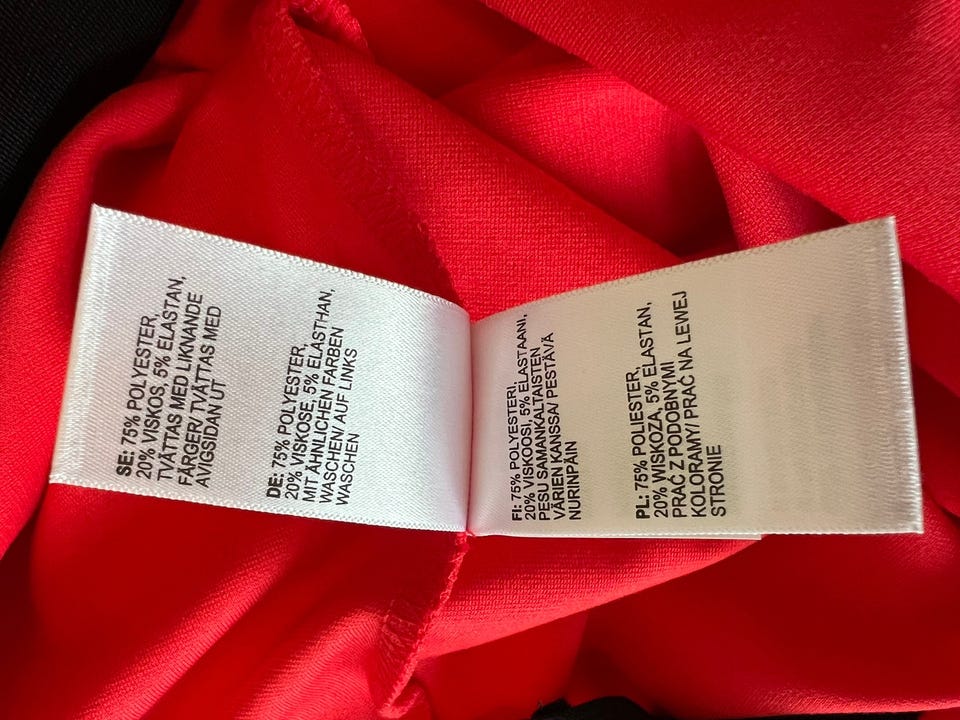 SE: 75% POLYESTER,
20% VISKOS, 5% ELASTAN,
TVÄTTAS MED LIKNANDE
FÄRGER/TVÄTTAS MED
AVIGSIDAN UT
DE: 75% POLYESTER,
20% VISKOSE, 5% ELASTHAN,
MIT ÄHNLICHEN FARBEN
WASCHEN/ AUF LINKS
WASCHEN
FI: 75% POLYESTERI,
20% VISKOOSI, 5% ELASTAANI,
PESU SAMANKALTAISTEN
VÄRIEN KANSSA/ PESTÄVÄ
NURINPÄIN
PL: 75% POLIESTER,
20% WISKOZA, 5% ELASTAN,
PRAĆ Z PODOBNYMI
KOLORAMY/ PRAĆ NA LEWEJ
STRONIE